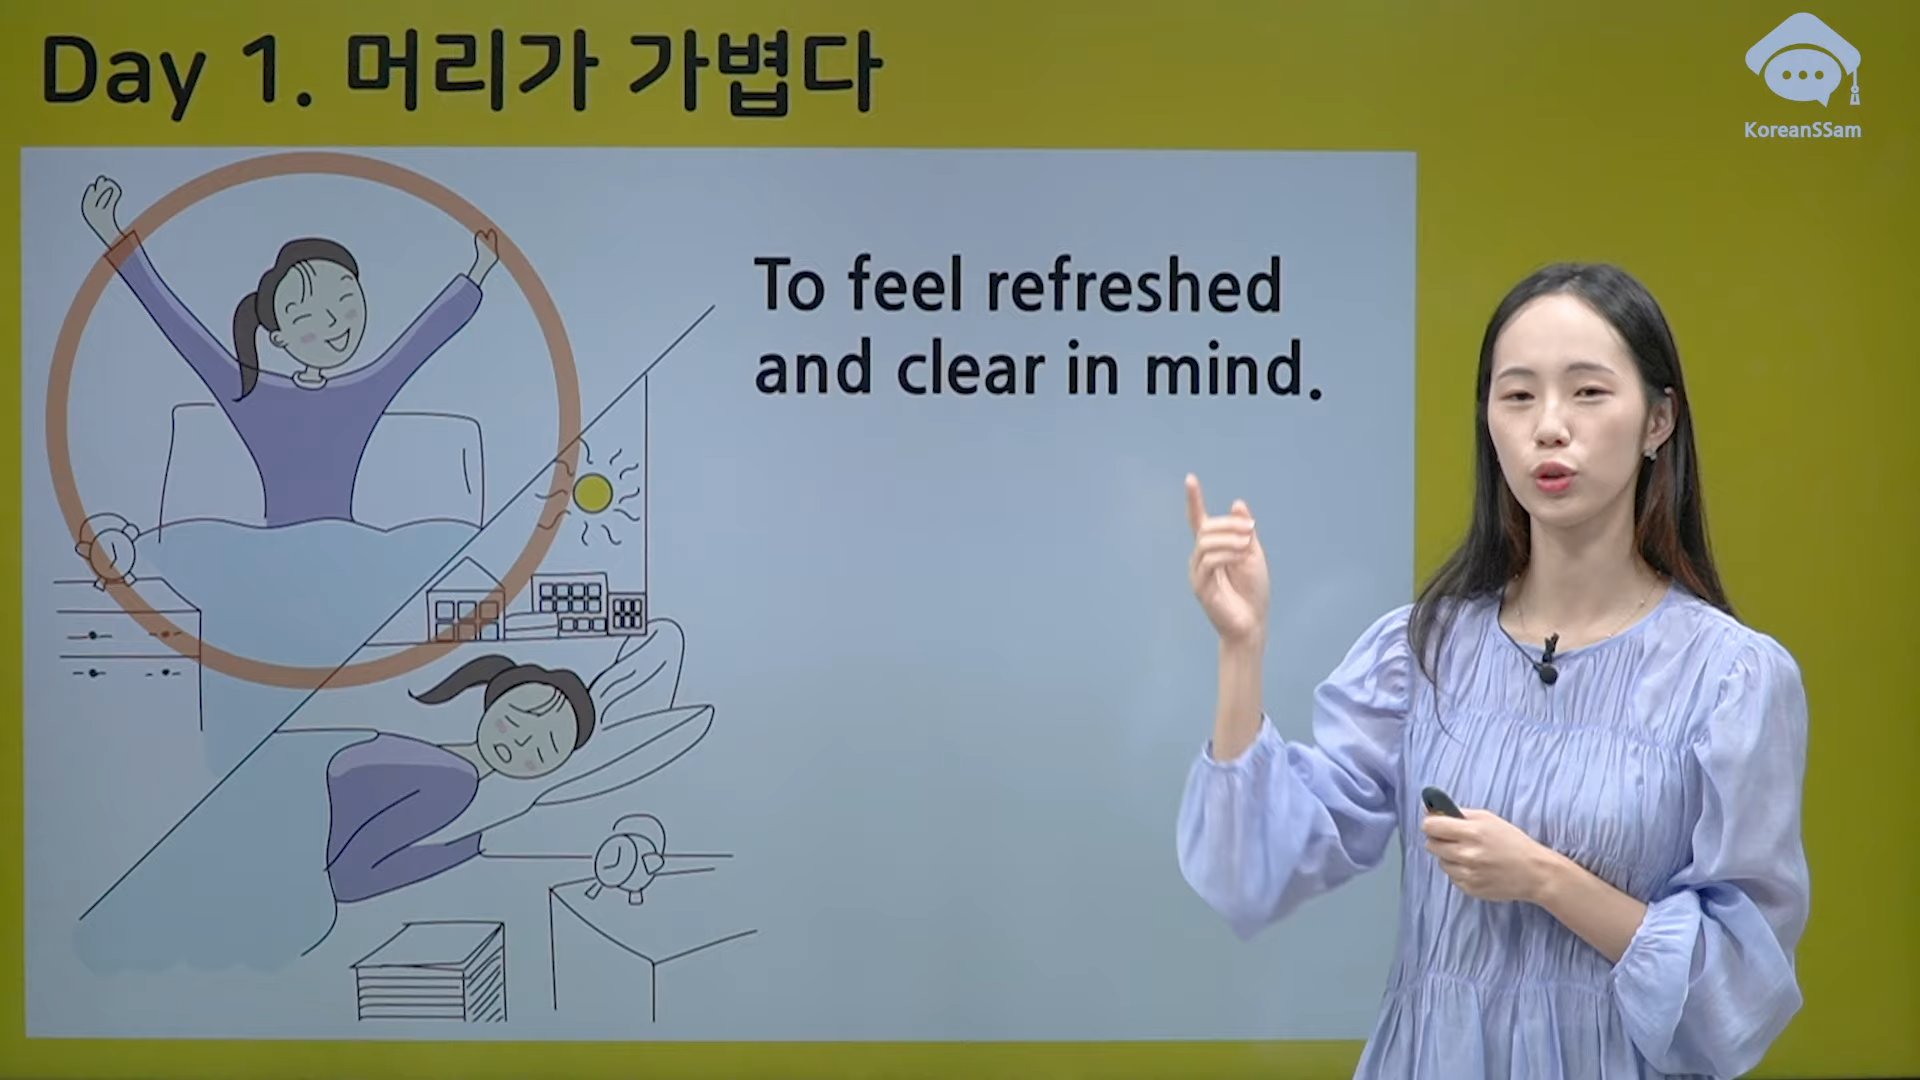 Day 1. 머리가 가볍다
KoreanSSam
To feel refreshed
and clear in mind.